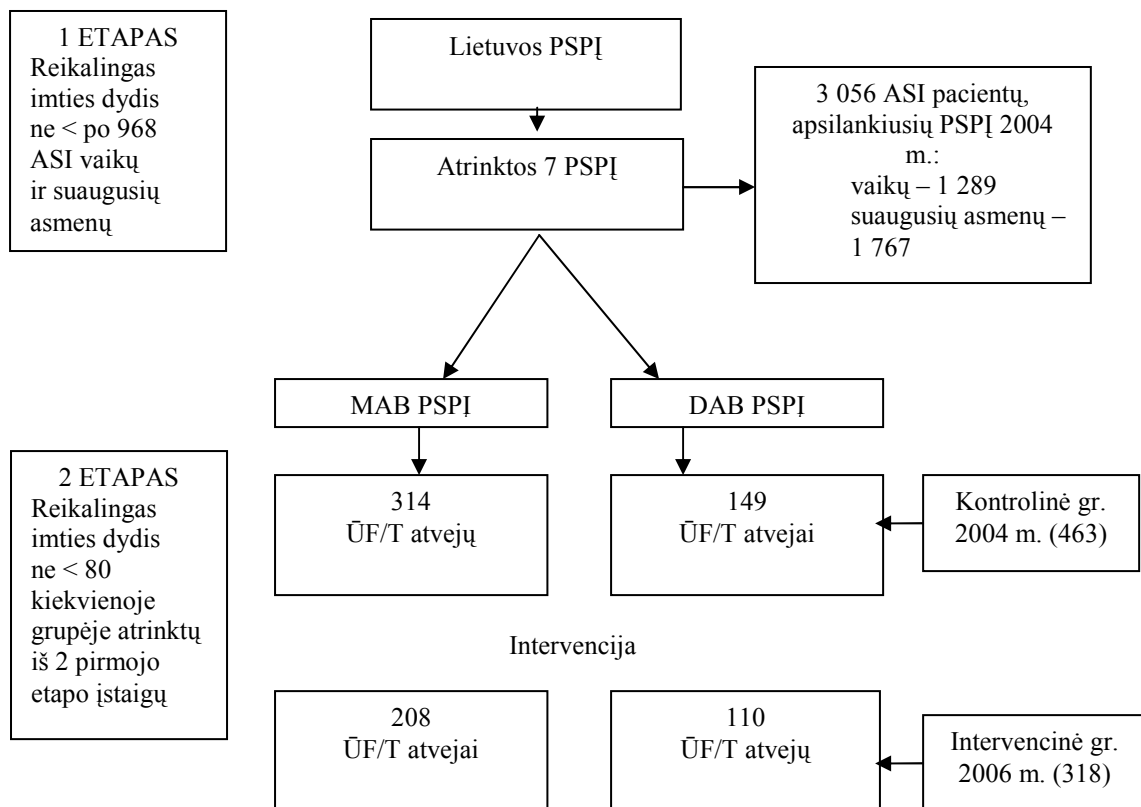 1 ETAPAS
Reikalingas
imties dydis
ne < po 968
ASI vaikų
ir suaugusių
asmenų
Lietuvos PSPĮ
Atrinktos 7 PSPĮ
3 056 ASI pacientų,
apsilankiusių PSPĮ 2004
m.:
vaikų – 1 289
suaugusių asmenų –
1 767
MAB PSPĮ
DAB PSPĮ
2 ETAPAS
Reikalingas
imties dydis
ne < 80
kiekvienoje
grupėje atrinktų
iš 2 pirmojo
etapo įstaigų
314
ŪF/T atvejų
149
ŪF/T atvejai
Kontrolinė gr.
2004 m. (463)
Intervencija
208
ŪF/T atvejai
110
ŪF/T atvejų
Intervencinė gr.
2006 m. (318)